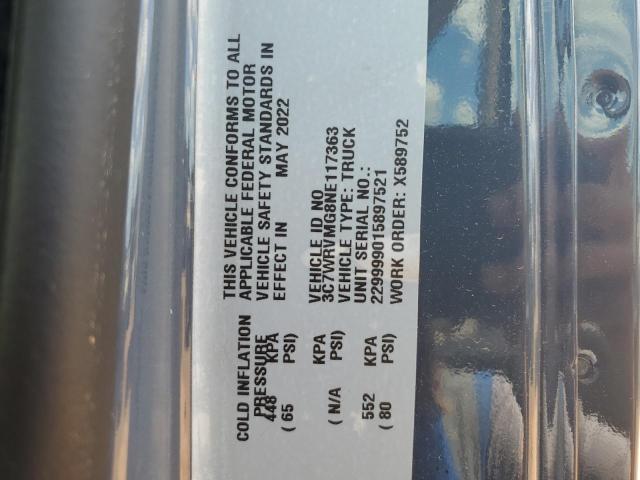 COLD INFLATION
PRESSURE
448 KPA
( 65 PSI)
KPA
( N/A PSI)
552 KPA
( 80 PSI)
THIS VEHICLE CONFORMS TO ALL
APPLICABLE FEDERAL MOTOR
VEHICLE SAFETY STANDARDS IN
EFFECT IN MAY 2022
VEHICLE ID NO
3C7WRVMG8NE117363
VEHICLE TYPE: TRUCK
UNIT SERIAL NO.:
229999015897521
WORK ORDER: X589752